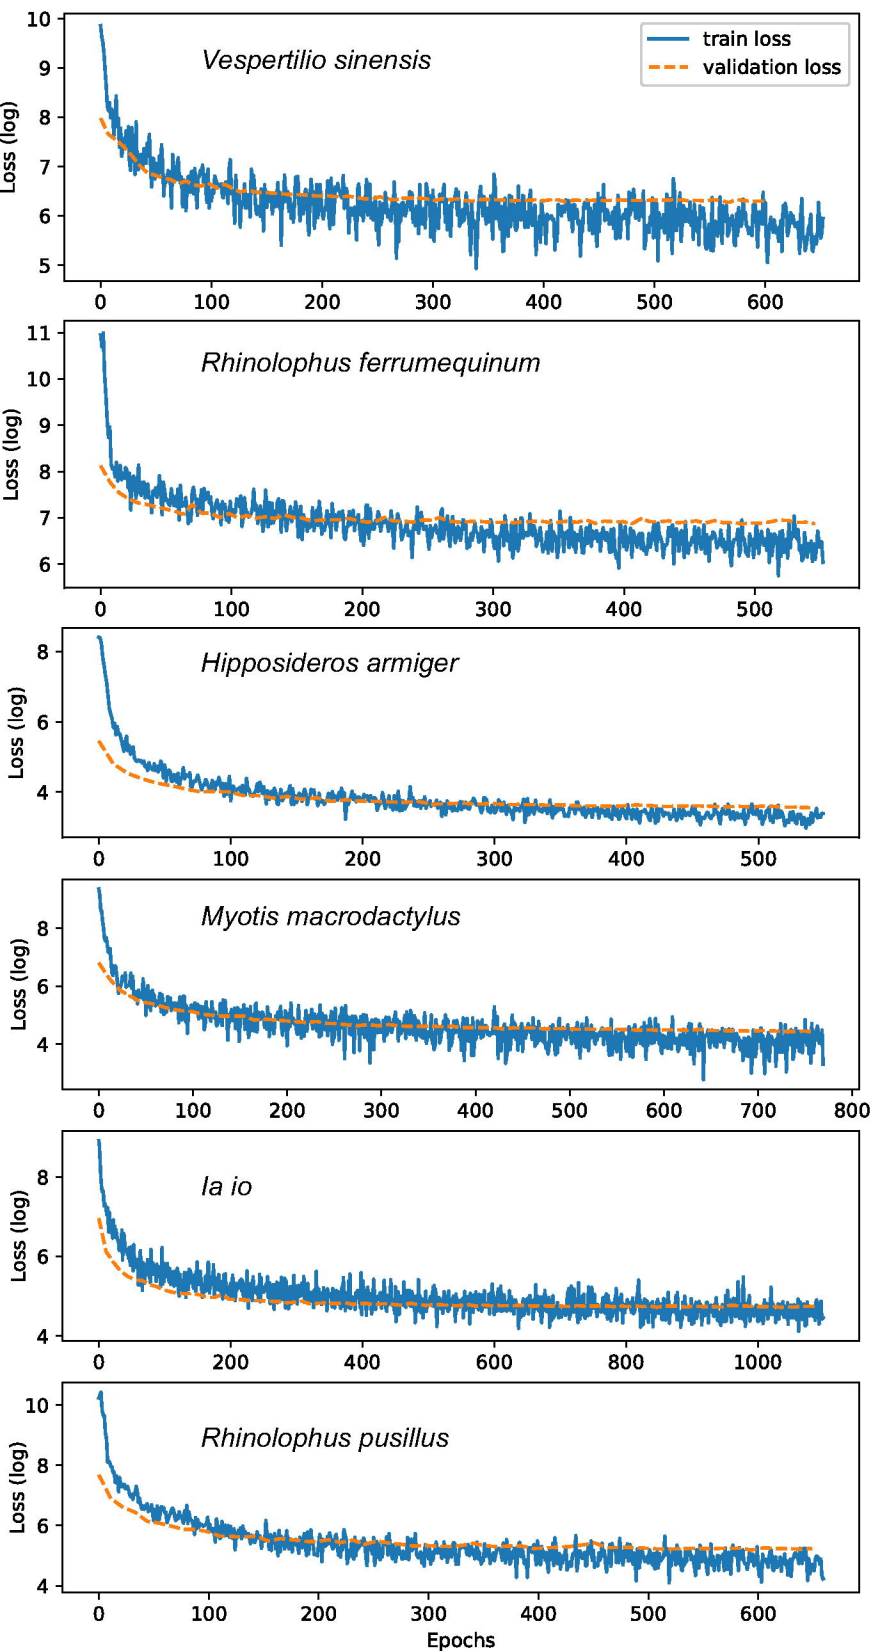 10
9
8
7
6
5
Loss (log)
Vespertilio sinensis
train loss
validation loss
0 100 200 300 400 500 600
11
10
9
8
7
6
Loss (log)
Rhinolophus ferrumequinum
0 100 200 300 400 500
8
6
4
Loss (log)
Hipposideros armiger
0 100 200 300 400 500
8
6
4
Loss (log)
Myotis macrodactylus
0 100 200 300 400 500 600 700 800
8
6
4
Loss (log)
Ia io
0 200 400 600 800 1000
10
8
6
4
Loss (log)
Rhinolophus pusillus
0 100 200 300 400 500 600
Epochs